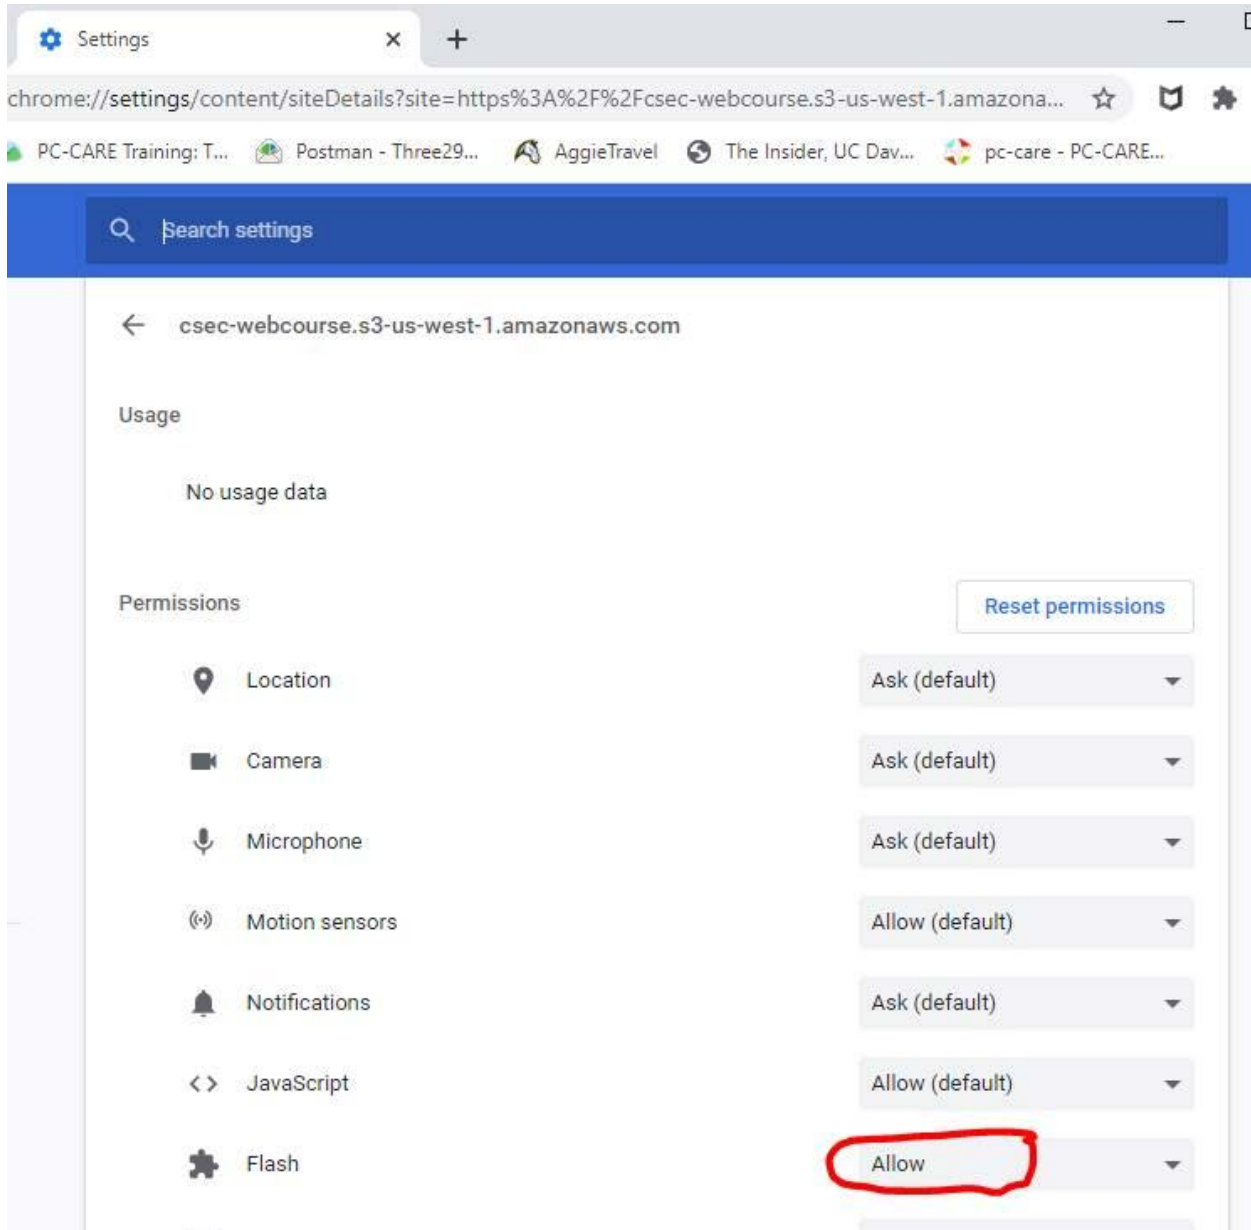 Settings
chrome://settings/content/siteDetails?site=https%3A%2F%2Fcsec-webcourse.s3-us-west-1.amazona...
PC-CARE Training: T... Postman - Three29... AggieTravel The Insider, UC Dav... pc-care - PC-CARE...
Search settings
csec-webcourse.s3-us-west-1.amazonaws.com
Usage
No usage data
Permissions Reset permissions
Location Ask (default)
Camera Ask (default)
Microphone Ask (default)
Motion sensors Allow (default)
Notifications Ask (default)
JavaScript Allow (default)
Flash Allow